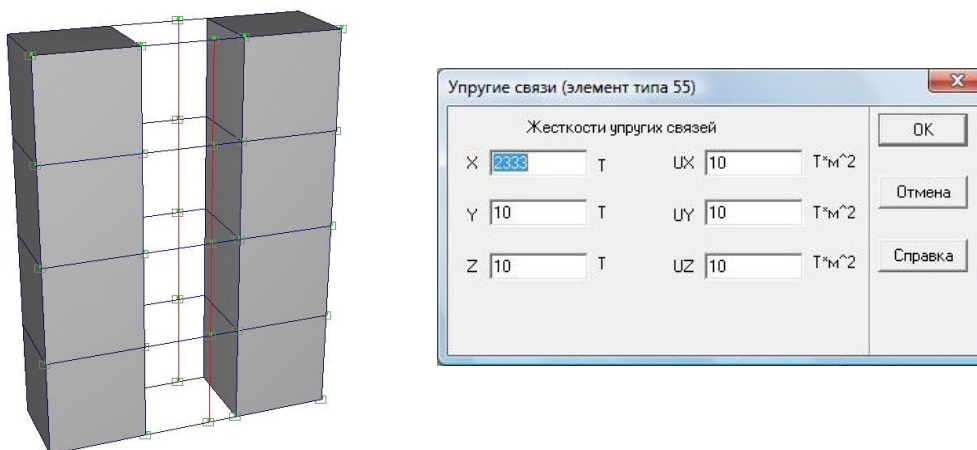 Упругие связи (элемент типа 55)
Жесткости упругих связей
X 2333 Т UX 10 Т*м^2
Y 10 Т UY 10 Т*м^2
Z 10 Т UZ 10 Т*м^2
OK
Отмена
Справка